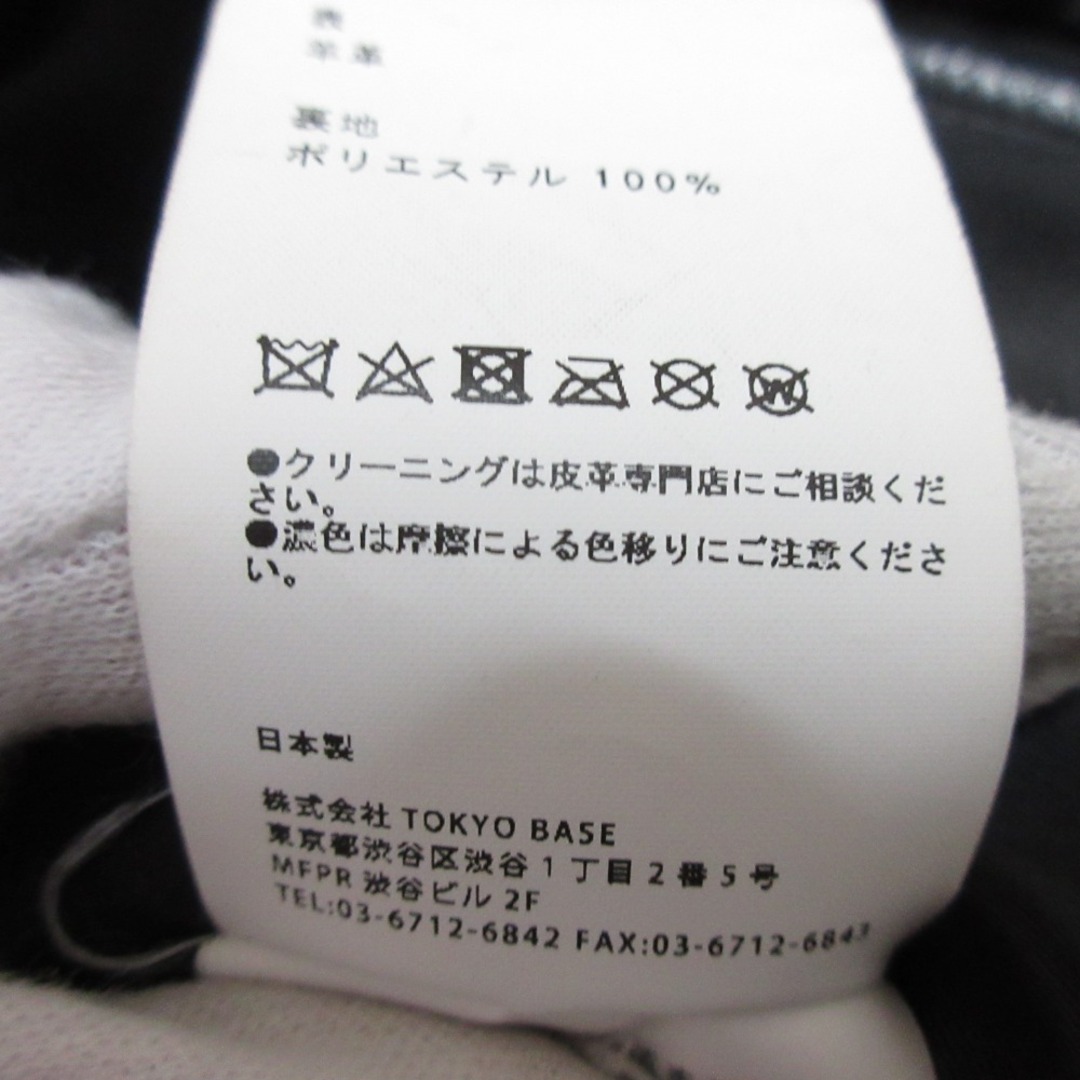 表
羊革
裏地
ポリエステル 100%
●クリーニングは皮革専門店にご相談くだ
さい。
●濃色は摩擦による色移りにご注意くださ
い。
日本製
株式会社 TOKYO BASE
東京都渋谷区渋谷1丁目2番5号
MFPR 渋谷ビル 2F
TEL:03-6712-6842 FAX:03-6712-6843